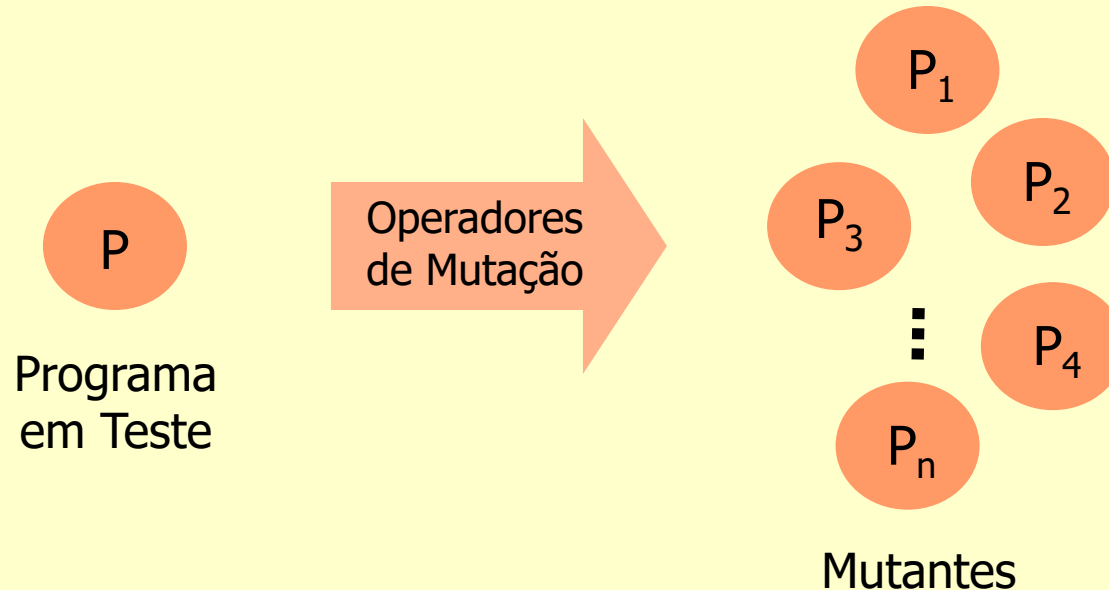 P
Programa
em Teste
Operadores
de Mutação
P₁
P₂
P₃
P₄
Pₙ
Mutantes